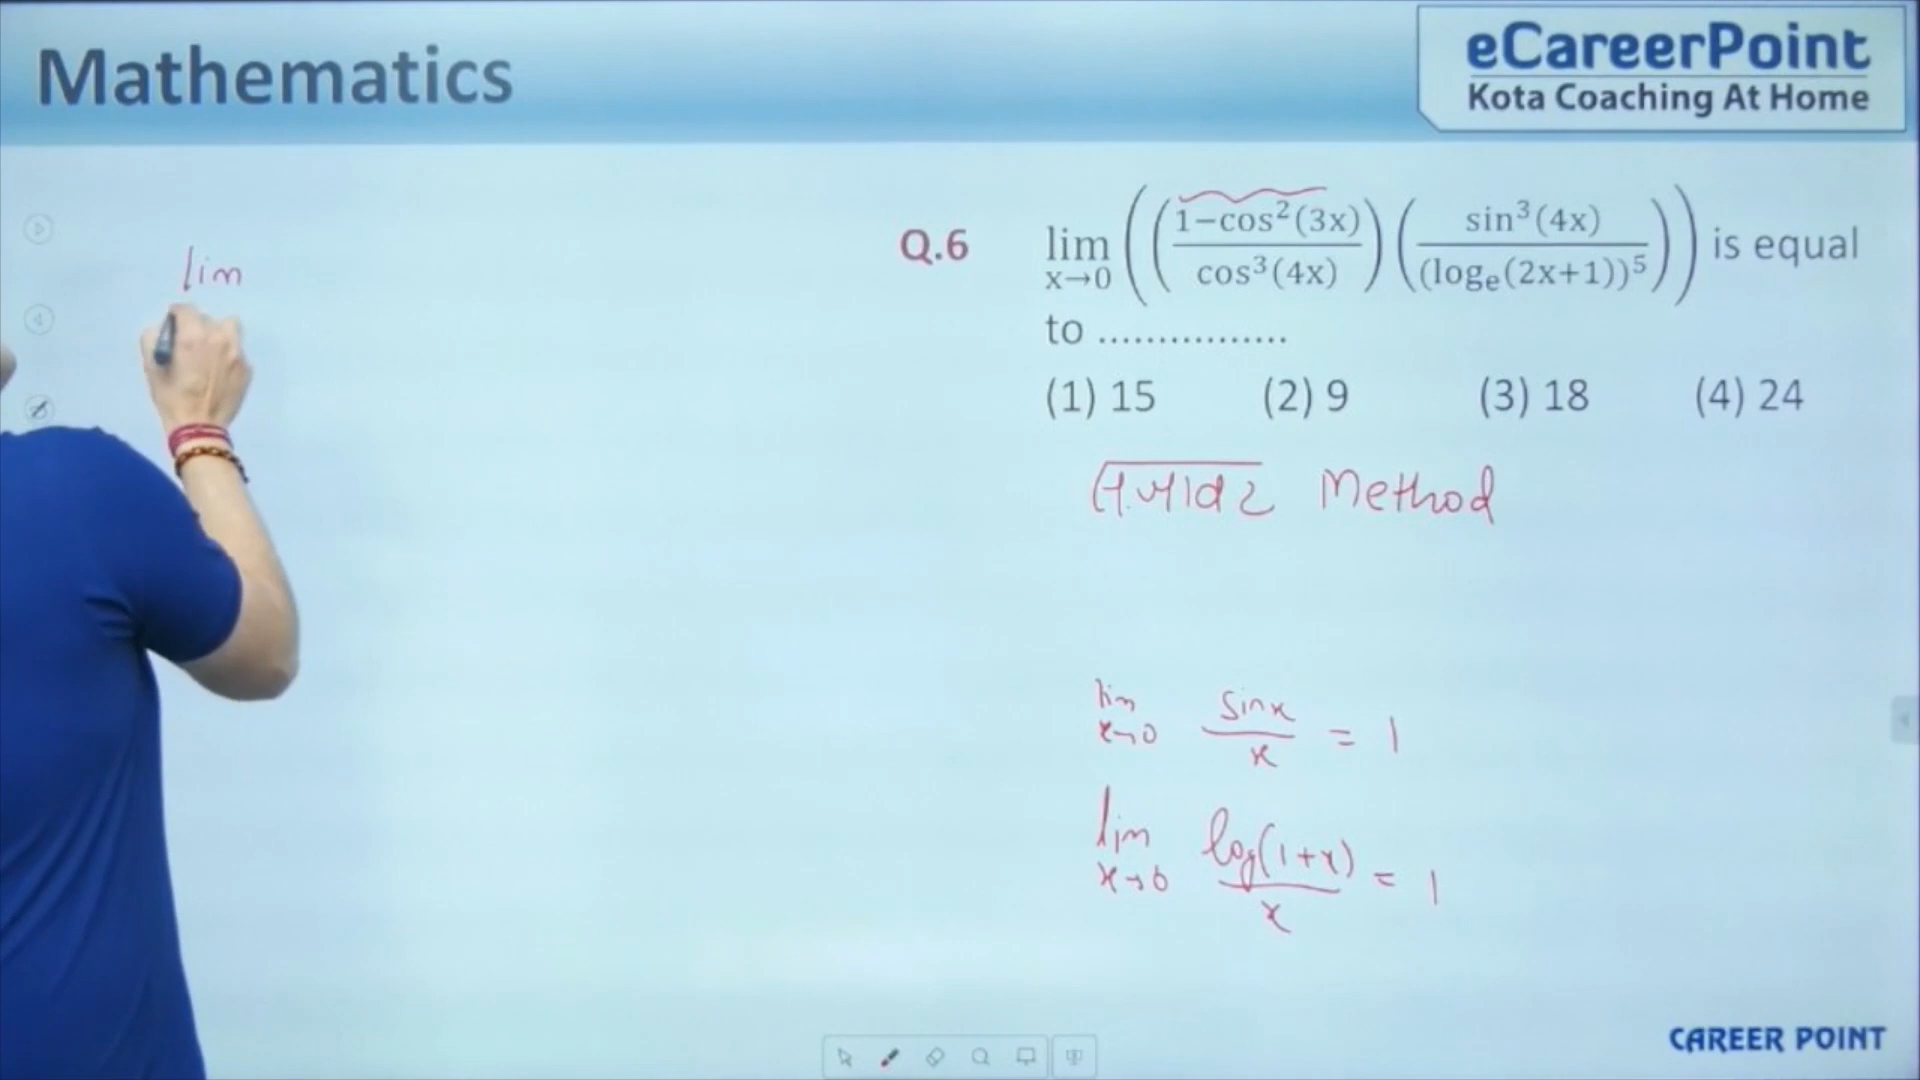 Mathematics
eCareerPoint
Kota Coaching At Home
lim
Q.6 lim x→0 (((1−cos²(3x))/(cos³(4x)))((sin³(4x))/((logₑ(2x+1))⁵))) is equal
to ................
(1) 15 (2) 9 (3) 18 (4) 24
Method
lim x→0 sinx/x = 1
lim x→0 log(1+x)/x = 1
CAREER POINT